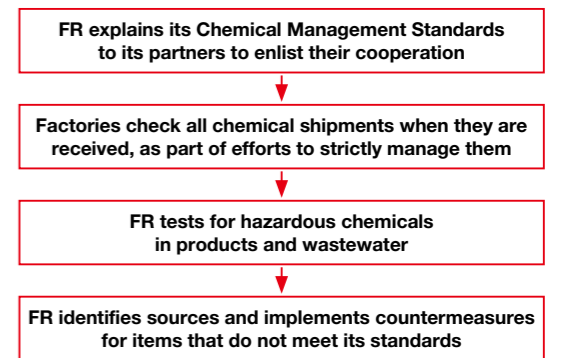 FR explains its Chemical Management Standards
to its partners to enlist their cooperation
Factories check all chemical shipments when they are
received, as part of efforts to strictly manage them
FR tests for hazardous chemicals
in products and wastewater
FR identifies sources and implements countermeasures
for items that do not meet its standards